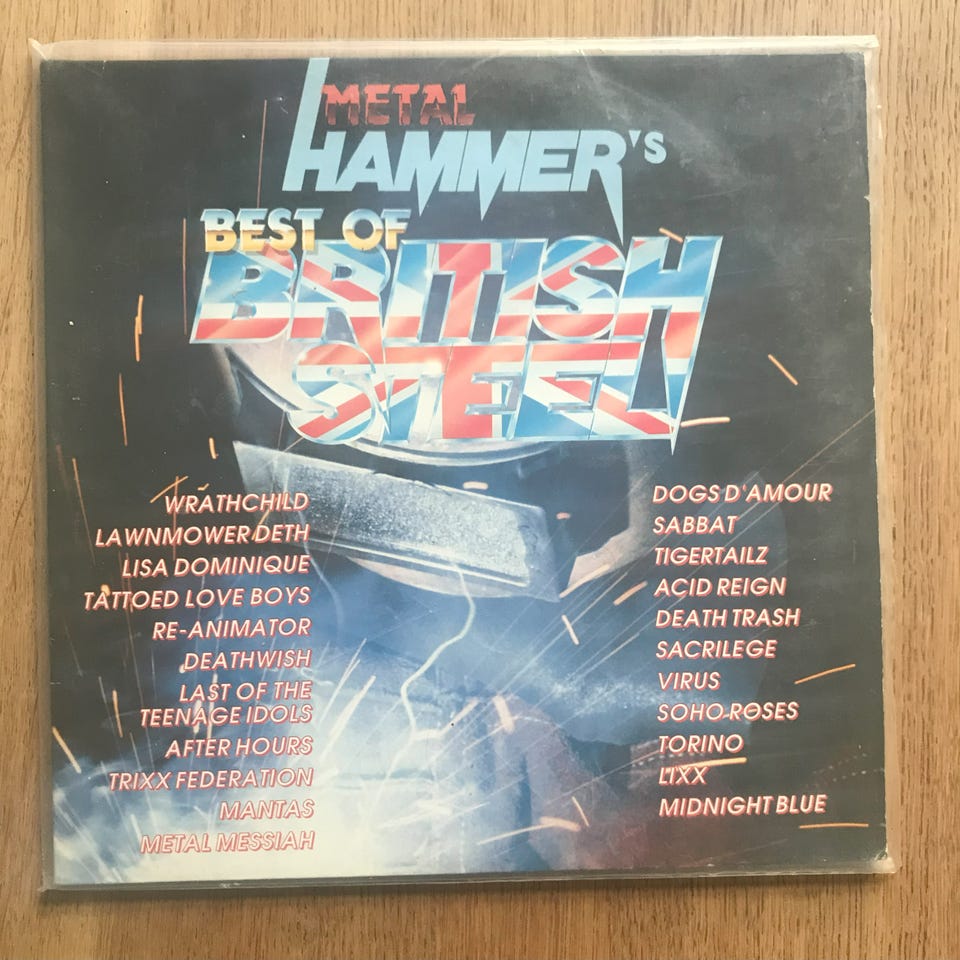 METAL
HAMMER'S
BEST OF
BRITISH
STEEL
WRATHCHILD
LAWNMOWER DETH
LISA DOMINIQUE
TATTOED LOVE BOYS
RE-ANIMATOR
DEATHWISH
LAST OF THE
TEENAGE IDOLS
AFTER HOURS
TRIXX FEDERATION
MANTAS
METAL MESSIAH
DOGS D'AMOUR
SABBAT
TIGERTAILZ
ACID REIGN
DEATH TRASH
SACRILEGE
VIRUS
SOHO ROSES
TORINO
LIXX
MIDNIGHT BLUE